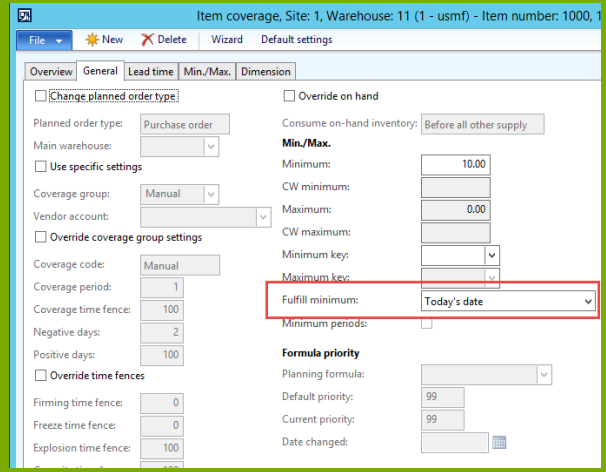 Item coverage, Site: 1, Warehouse: 11 (1 - usmf) - Item number: 1000, 1
File New Delete Wizard Default settings
Overview General Lead time Min./Max. Dimension
Change planned order type
Planned order type: Purchase order
Main warehouse:
Use specific settings
Coverage group: Manual
Vendor account:
Override coverage group settings
Coverage code: Manual
Coverage period: 1
Coverage time fence: 100
Negative days: 2
Positive days: 100
Override time fences
Firming time fence: 0
Freeze time fence: 0
Explosion time fence: 100
Override on hand
Consume on-hand inventory: Before all other supply
Min./Max.
Minimum: 10.00
CW minimum:
Maximum: 0.00
CW maximum:
Minimum key:
Maximum key:
Fulfill minimum: Today's date
Minimum periods:
Formula priority
Planning formula:
Default priority: 99
Current priority: 99
Date changed: